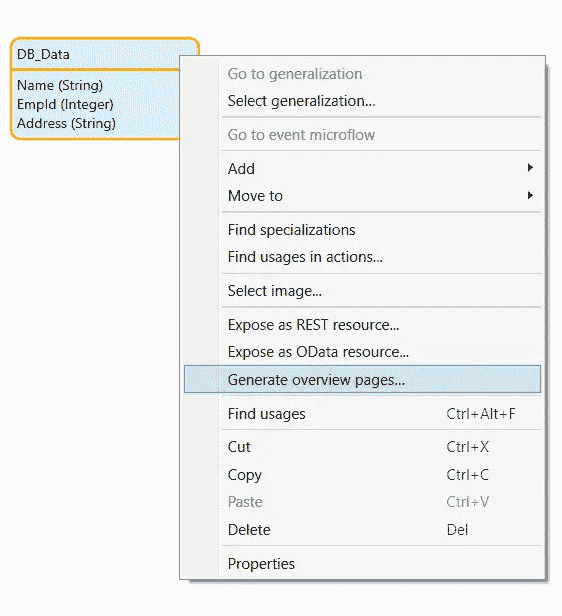 DB_Data
Name (String)
EmpId (Integer)
Address (String)
Go to generalization
Select generalization...
Go to event microflow
Add
Move to
Find specializations
Find usages in actions...
Select image...
Expose as REST resource...
Expose as OData resource...
Generate overview pages...
Find usages Ctrl+Alt+F
Cut Ctrl+X
Copy Ctrl+C
Paste Ctrl+V
Delete Del
Properties